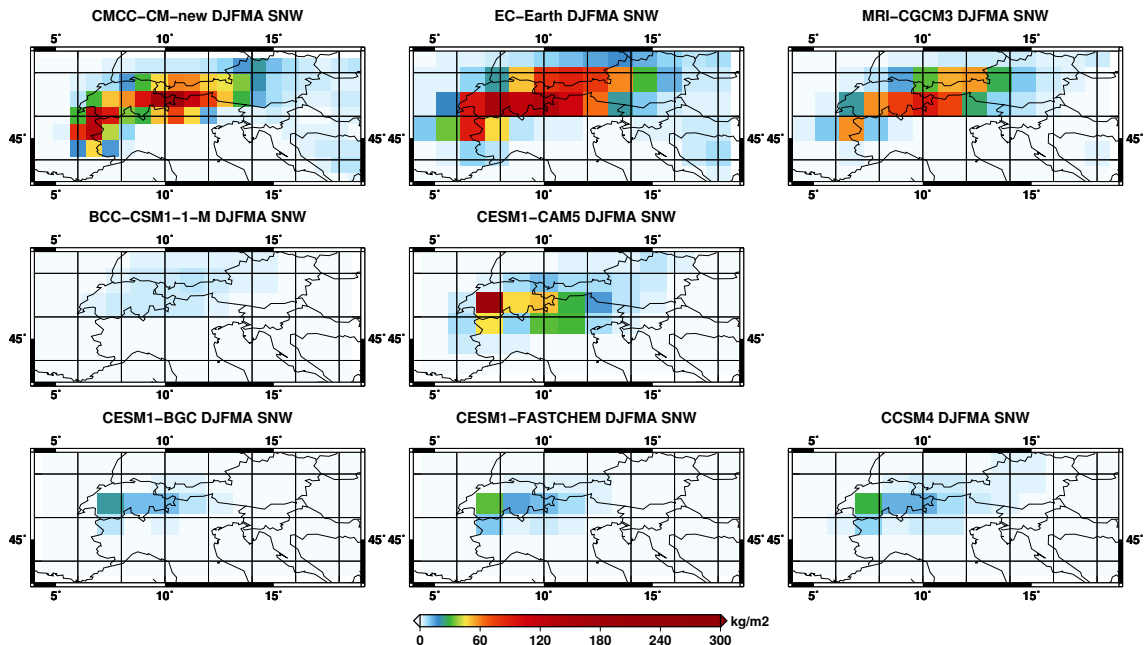 CMCC−CM−new DJFMA SNW EC−Earth DJFMA SNW MRI−CGCM3 DJFMA SNW
5˚ 10˚ 15˚ 5˚ 10˚ 15˚ 5˚ 10˚ 15˚
45˚ 45˚ 45˚ 45˚ 45˚ 45˚
5˚ 10˚ 15˚ 5˚ 10˚ 15˚ 5˚ 10˚ 15˚
BCC−CSM1−1−M DJFMA SNW CESM1−CAM5 DJFMA SNW
5˚ 10˚ 15˚ 5˚ 10˚ 15˚
45˚ 45˚ 45˚ 45˚
5˚ 10˚ 15˚ 5˚ 10˚ 15˚
CESM1−BGC DJFMA SNW CESM1−FASTCHEM DJFMA SNW CCSM4 DJFMA SNW
5˚ 10˚ 15˚ 5˚ 10˚ 15˚ 5˚ 10˚ 15˚
45˚ 45˚ 45˚ 45˚ 45˚ 45˚
5˚ 10˚ 15˚ 5˚ 10˚ 15˚ 5˚ 10˚ 15˚
kg/m2
0 60 120 180 240 300